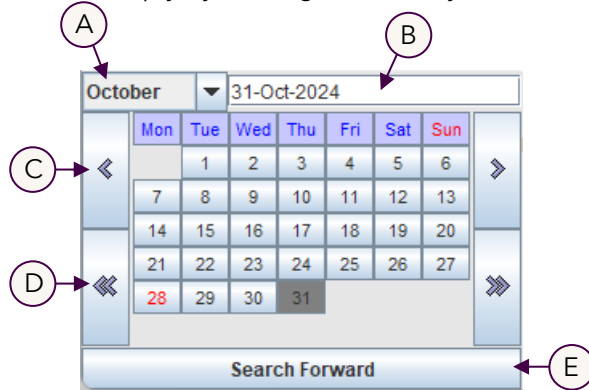 A
B
October 31-Oct-2024
Mon Tue Wed Thu Fri Sat Sun
C
1 2 3 4 5 6
7 8 9 10 11 12 13
14 15 16 17 18 19 20
21 22 23 24 25 26 27
D
28 29 30 31
Search Forward
E